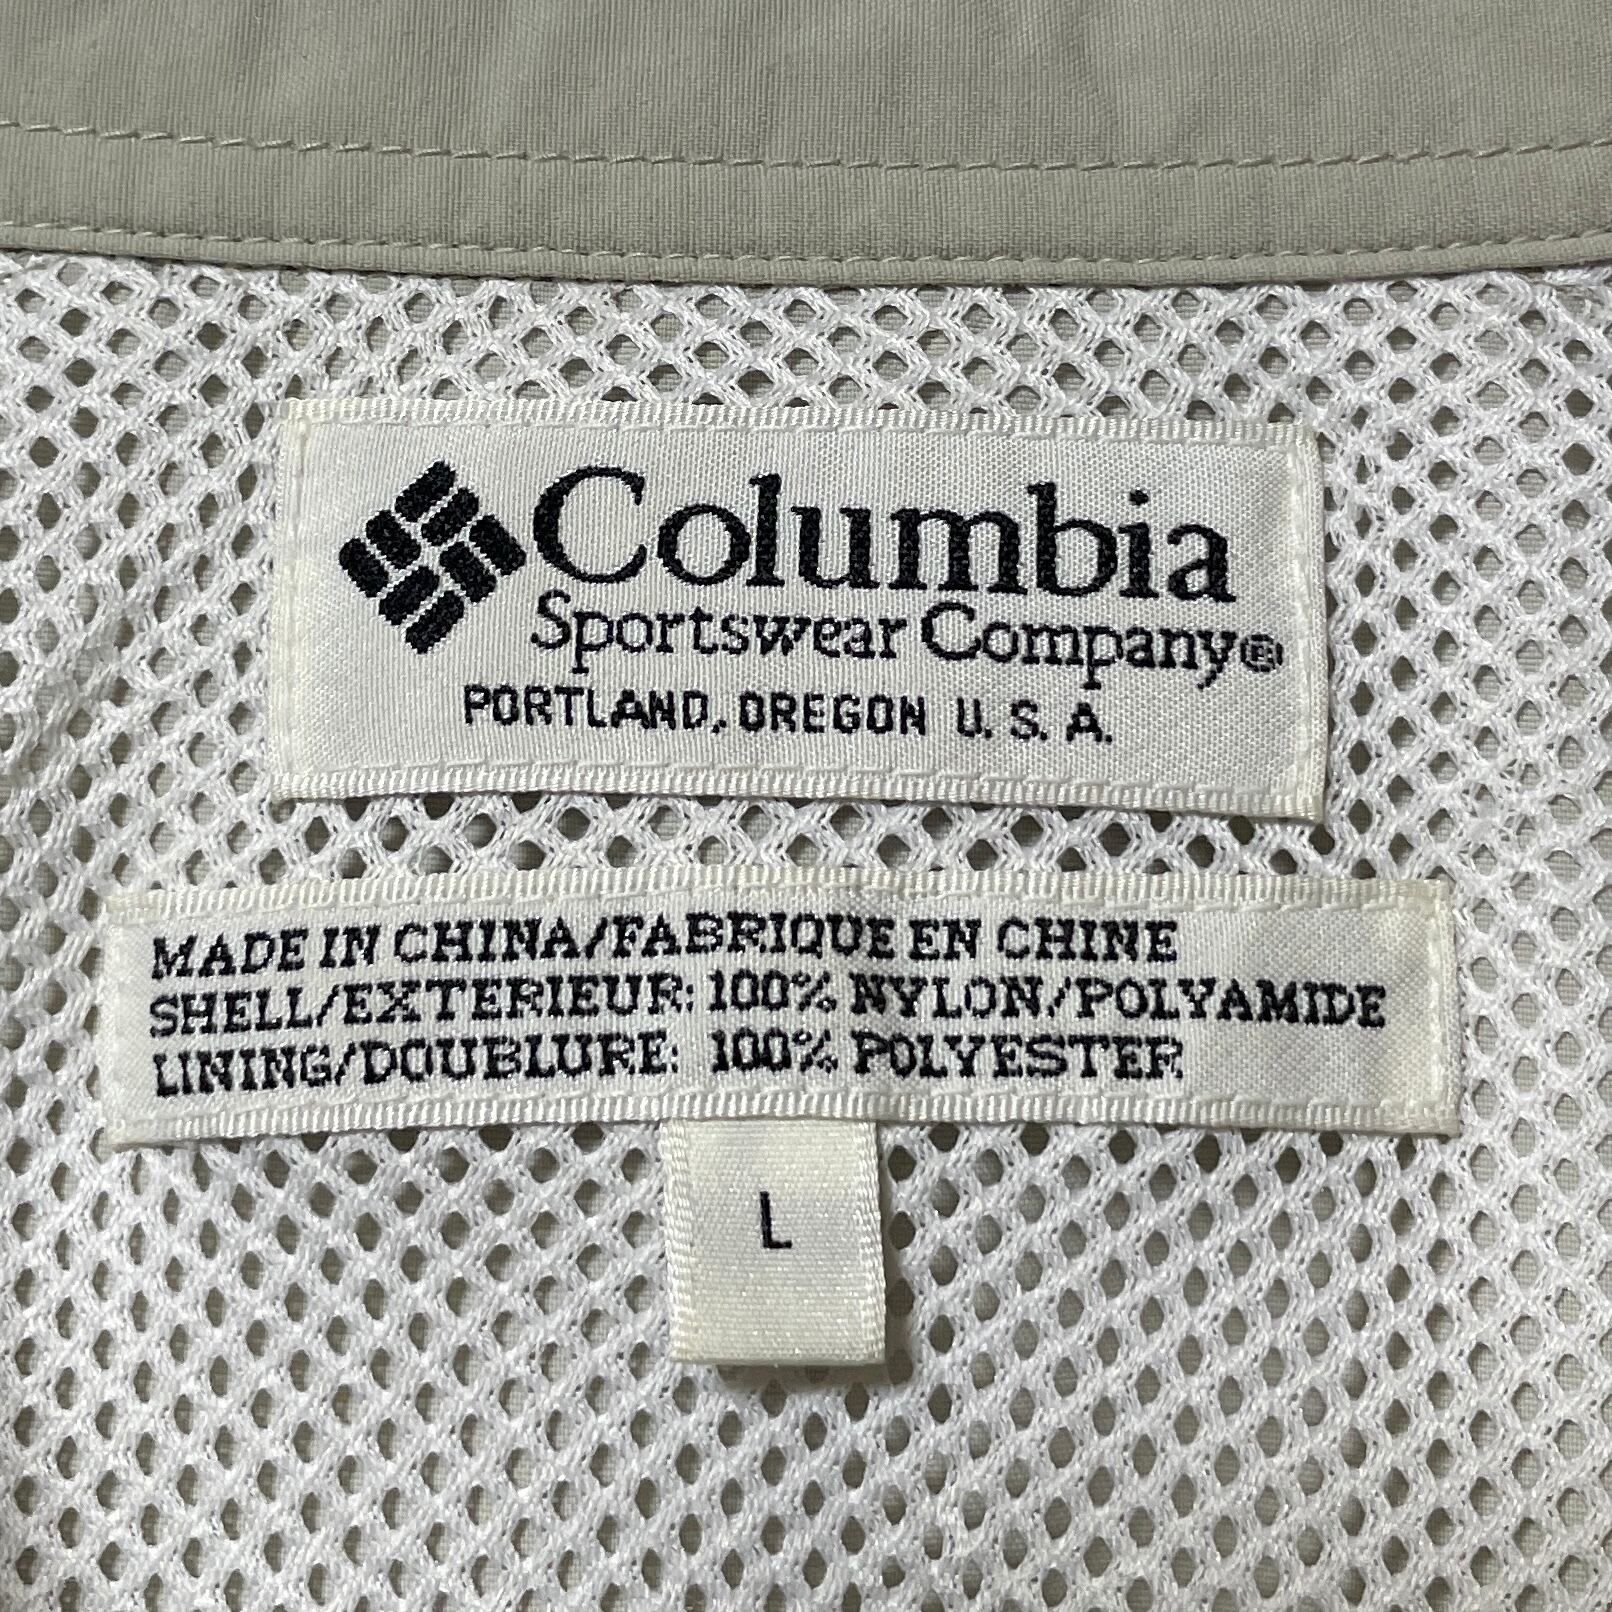 Columbia
Sportswear Company®
PORTLAND, OREGON U.S.A.
MADE IN CHINA/FABRIQUE EN CHINE
SHELL/EXTERIEUR: 100% NYLON/POLYAMIDE
LINING/DOUBLURE: 100% POLYESTER
L